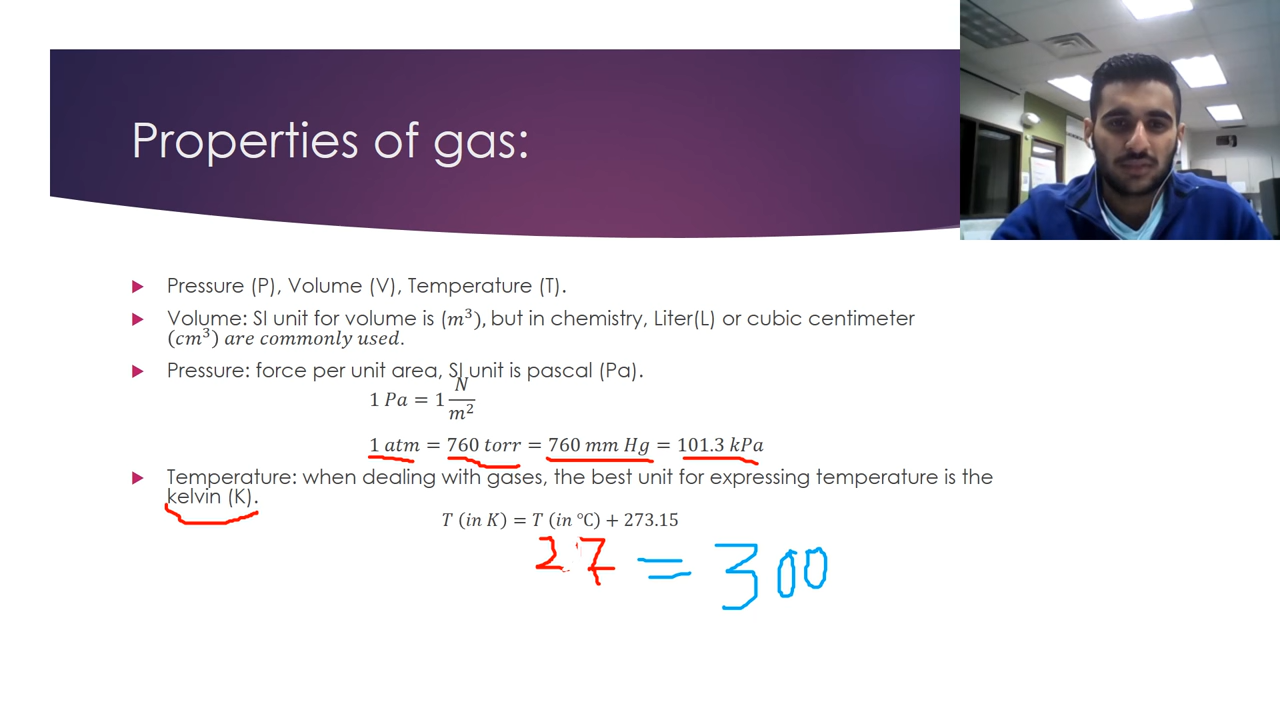 Properties of gas:
Pressure (P), Volume (V), Temperature (T).
Volume: SI unit for volume is (m³), but in chemistry, Liter(L) or cubic centimeter
(cm³) are commonly used.
Pressure: force per unit area, SI unit is pascal (Pa).
1 Pa = 1 N/m²
1 atm = 760 torr = 760 mm Hg = 101.3 kPa
Temperature: when dealing with gases, the best unit for expressing temperature is the
kelvin (K).
T (in K) = T (in ℃) + 273.15
27 = 300